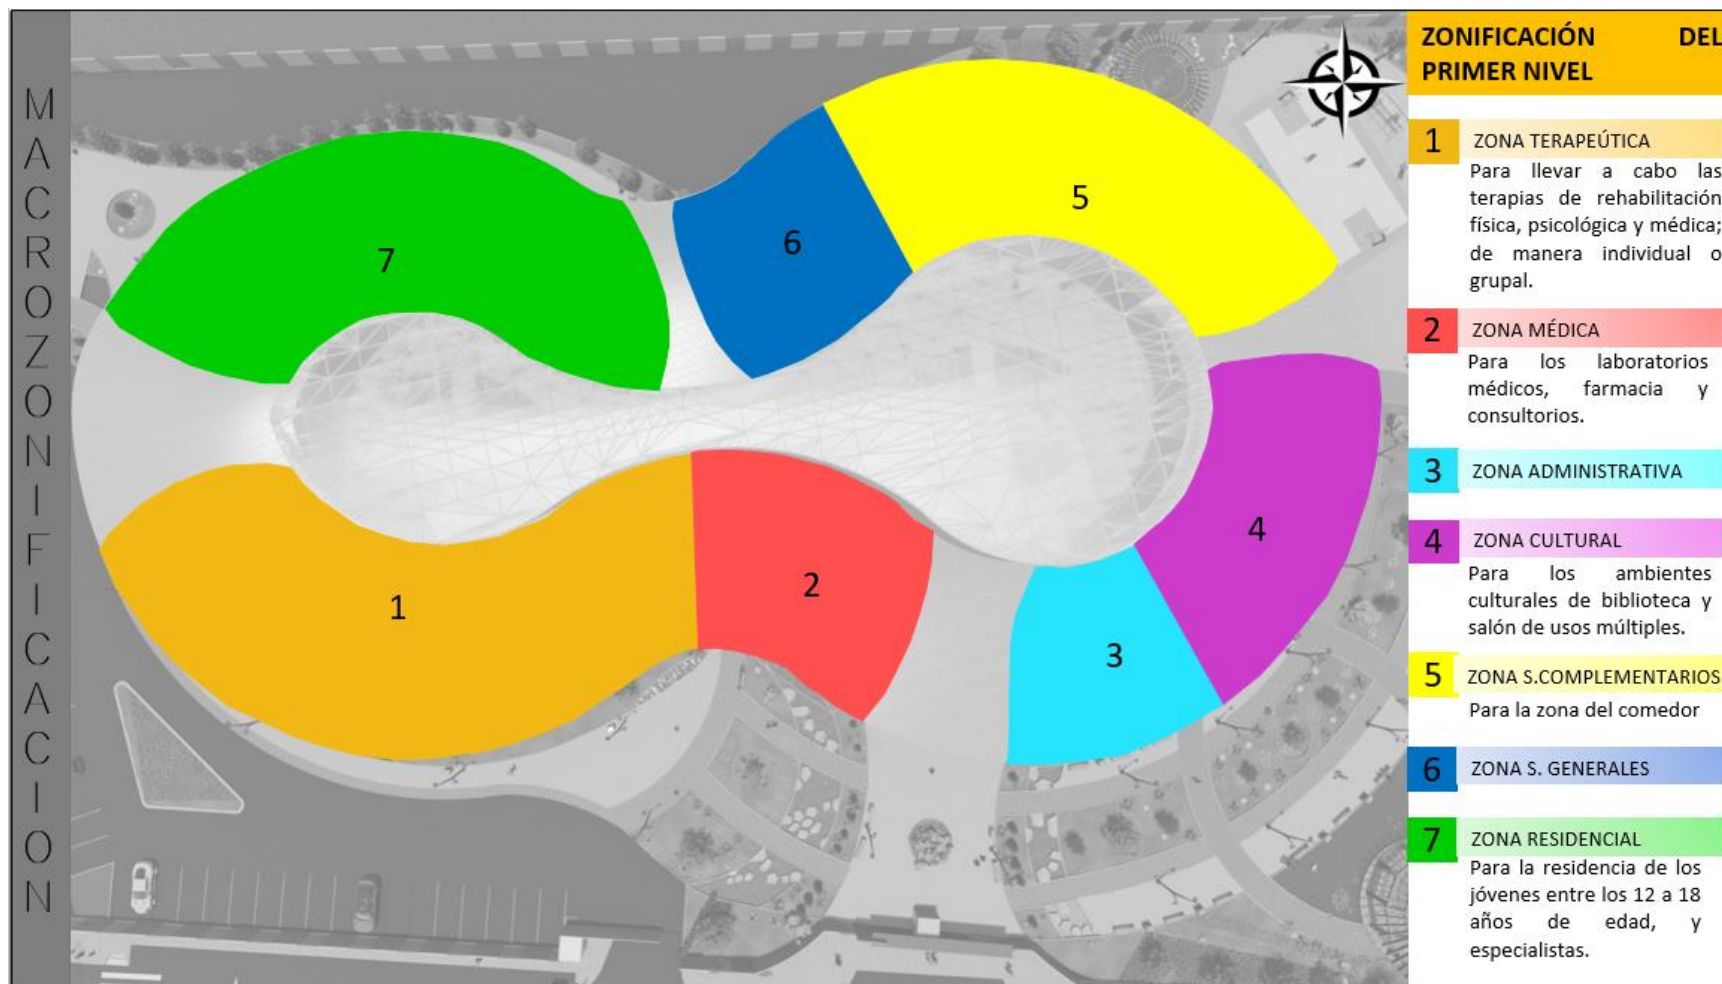 MACROZONIFICACION
7
6
5
4
1
2
3
ZONIFICACIÓN DEL
PRIMER NIVEL
1 ZONA TERAPEÚTICA
Para llevar a cabo las
terapias de rehabilitación
física, psicológica y médica;
de manera individual o
grupal.
2 ZONA MÉDICA
Para los laboratorios
médicos, farmacia y
consultorios.
3 ZONA ADMINISTRATIVA
4 ZONA CULTURAL
Para los ambientes
culturales de biblioteca y
salón de usos múltiples.
5 ZONA S.COMPLEMENTARIOS
Para la zona del comedor
6 ZONA S. GENERALES
7 ZONA RESIDENCIAL
Para la residencia de los
jóvenes entre los 12 a 18
años de edad, y
especialistas.